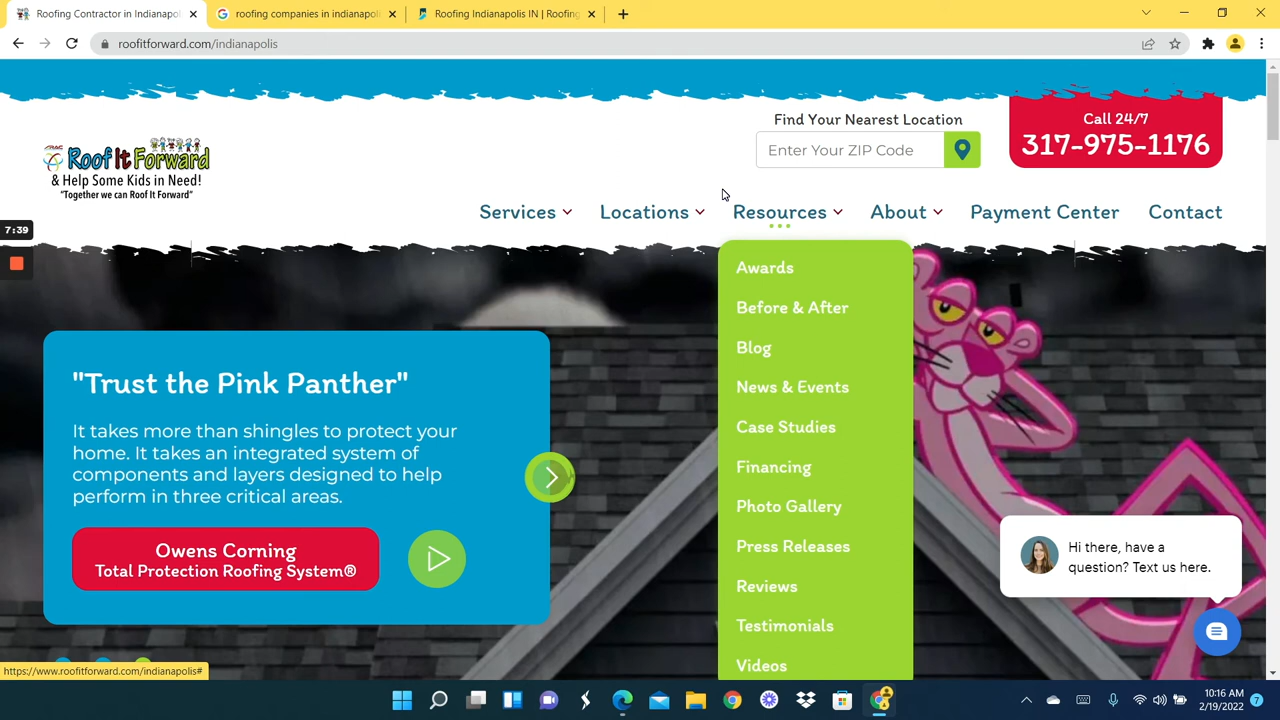 Roofing Contractor in Indianapol
roofing companies in indianapoli
Roofing Indianapolis IN | Roofing
roofitforward.com/indianapolis
Find Your Nearest Location
Enter Your ZIP Code
Call 24/7
317-975-1176
RAC
Roof It Forward
& Help Some Kids in Need!
"Together we can Roof It Forward"
Services
Locations
Resources
About
Payment Center
Contact
7:39
Awards
Before & After
Blog
News & Events
Case Studies
Financing
Photo Gallery
Press Releases
Reviews
Testimonials
Videos
"Trust the Pink Panther"
It takes more than shingles to protect your
home. It takes an integrated system of
components and layers designed to help
perform in three critical areas.
Owens Corning
Total Protection Roofing System®
Hi there, have a
question? Text us here.
https://www.roofitforward.com/indianapolis#
10:16 AM
2/19/2022
7